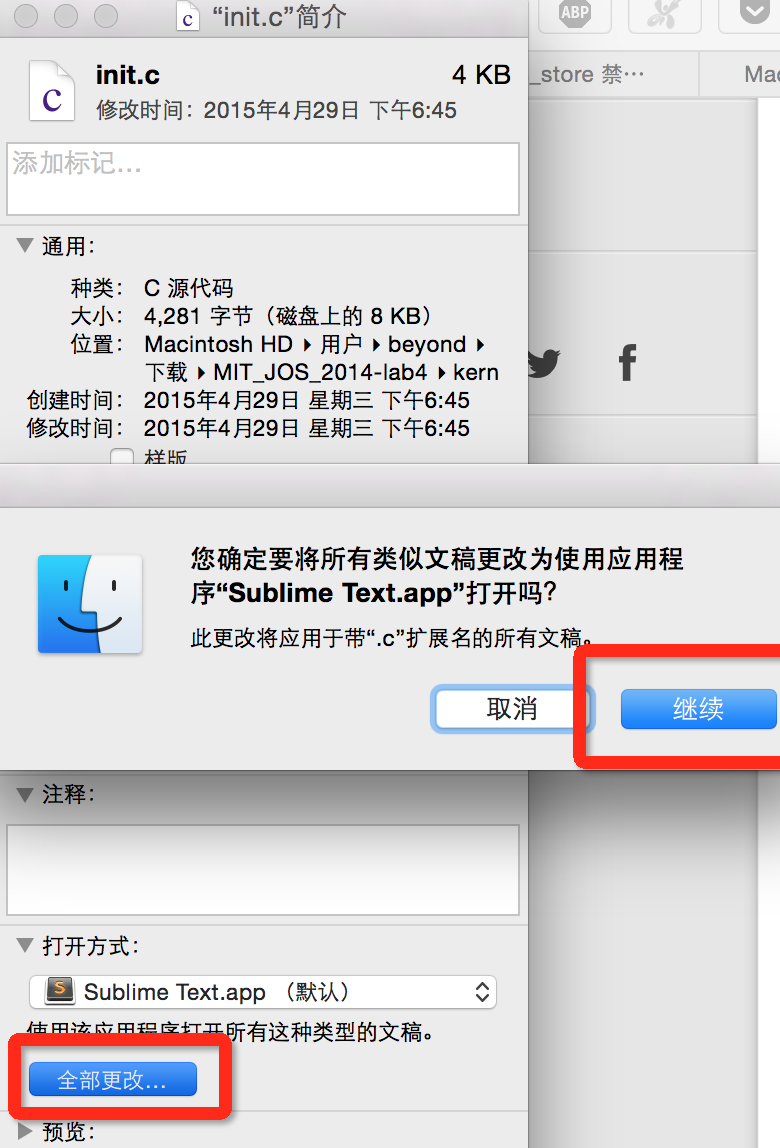 “init.c”简介
ABP
c
init.c
4 KB
c
修改时间：2015年4月29日 下午6:45
_store 禁…
添加标记…
通用：
种类： C 源代码
大小： 4,281 字节（磁盘上的 8 KB）
位置： Macintosh HD ▸ 用户 ▸ beyond ▸
下载 ▸ MIT_JOS_2014-lab4 ▸ kern
创建时间： 2015年4月29日 星期三 下午6:45
修改时间： 2015年4月29日 星期三 下午6:45
样版
您确定要将所有类似文稿更改为使用应用程
序“Sublime Text.app”打开吗？
此更改将应用于带“.c”扩展名的所有文稿。
取消
继续
注释：
打开方式：
S
Sublime Text.app （默认）
使用该应用程序打开所有这种类型的文稿。
全部更改…
预览：